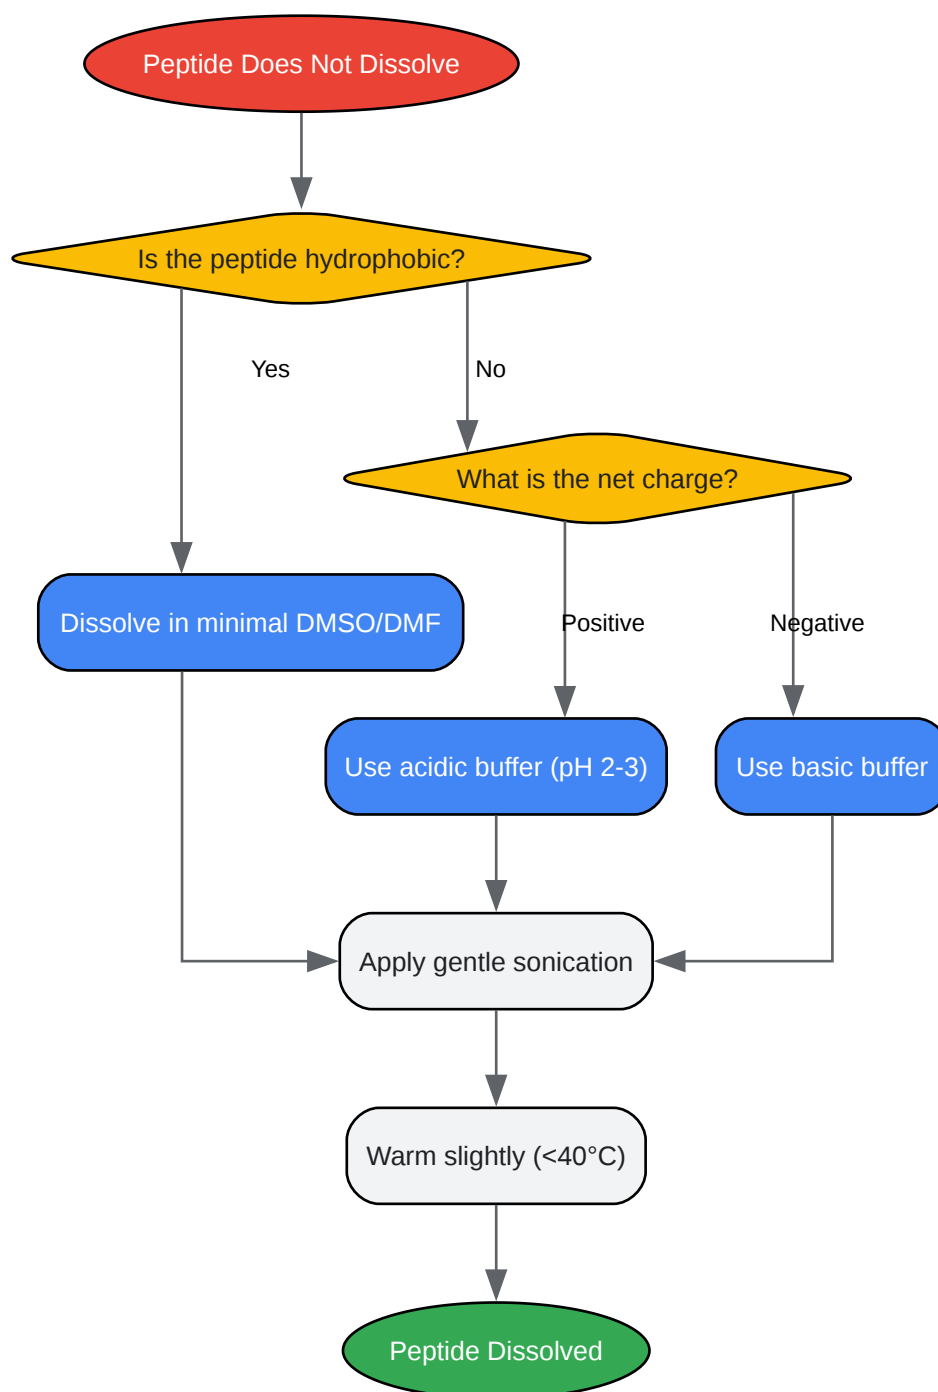 Peptide Does Not Dissolve
Is the peptide hydrophobic?
Yes
No
What is the net charge?
Dissolve in minimal DMSO/DMF
Positive
Negative
Use acidic buffer (pH 2-3)
Use basic buffer
Apply gentle sonication
Warm slightly (<40°C)
Peptide Dissolved